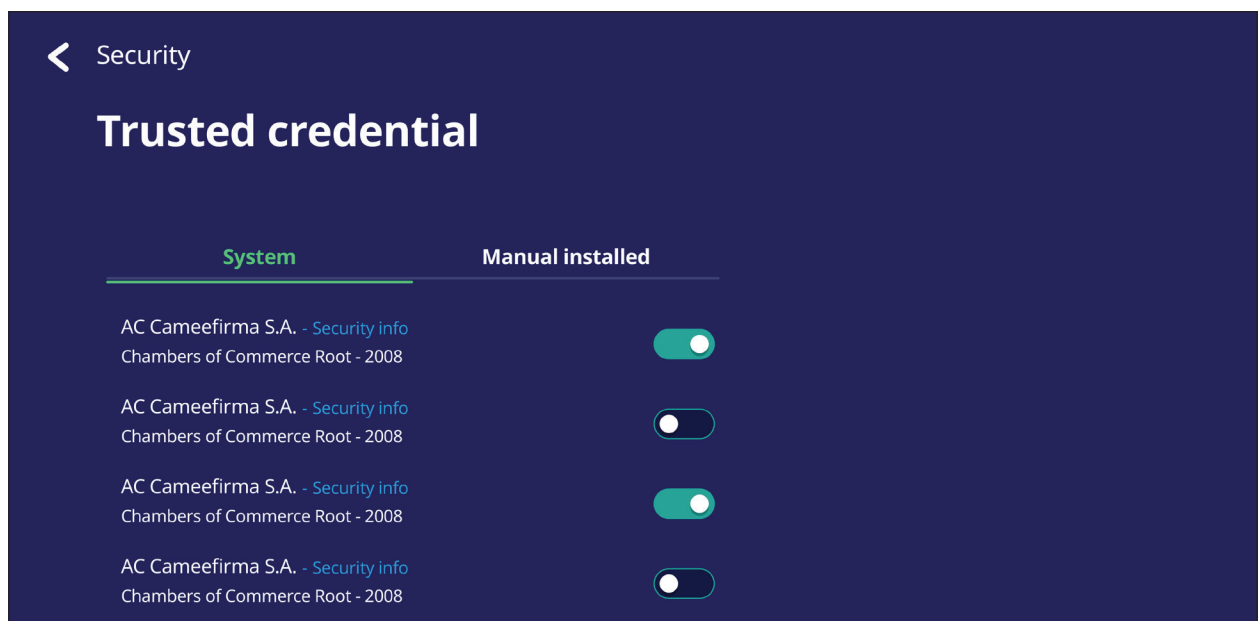 Security
Trusted credential
System Manual installed
AC Cameefirma S.A. - Security info
Chambers of Commerce Root - 2008
AC Cameefirma S.A. - Security info
Chambers of Commerce Root - 2008
AC Cameefirma S.A. - Security info
Chambers of Commerce Root - 2008
AC Cameefirma S.A. - Security info
Chambers of Commerce Root - 2008